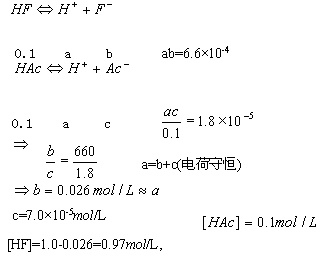 HF ⇔ H⁺ + F⁻
0.1 a b ab=6.6×10⁻⁴
HAc ⇔ H⁺ + Ac⁻
0.1 a c ac/0.1 = 1.8×10⁻⁵
⇒
b/c = 660/1.8 a=b+c(电荷守恒)
⇒ b = 0.026 mol / L ≈ a
c=7.0×10⁻⁵mol/L [HAc] = 0.1mol / L
[HF]=1.0-0.026=0.97mol/L,